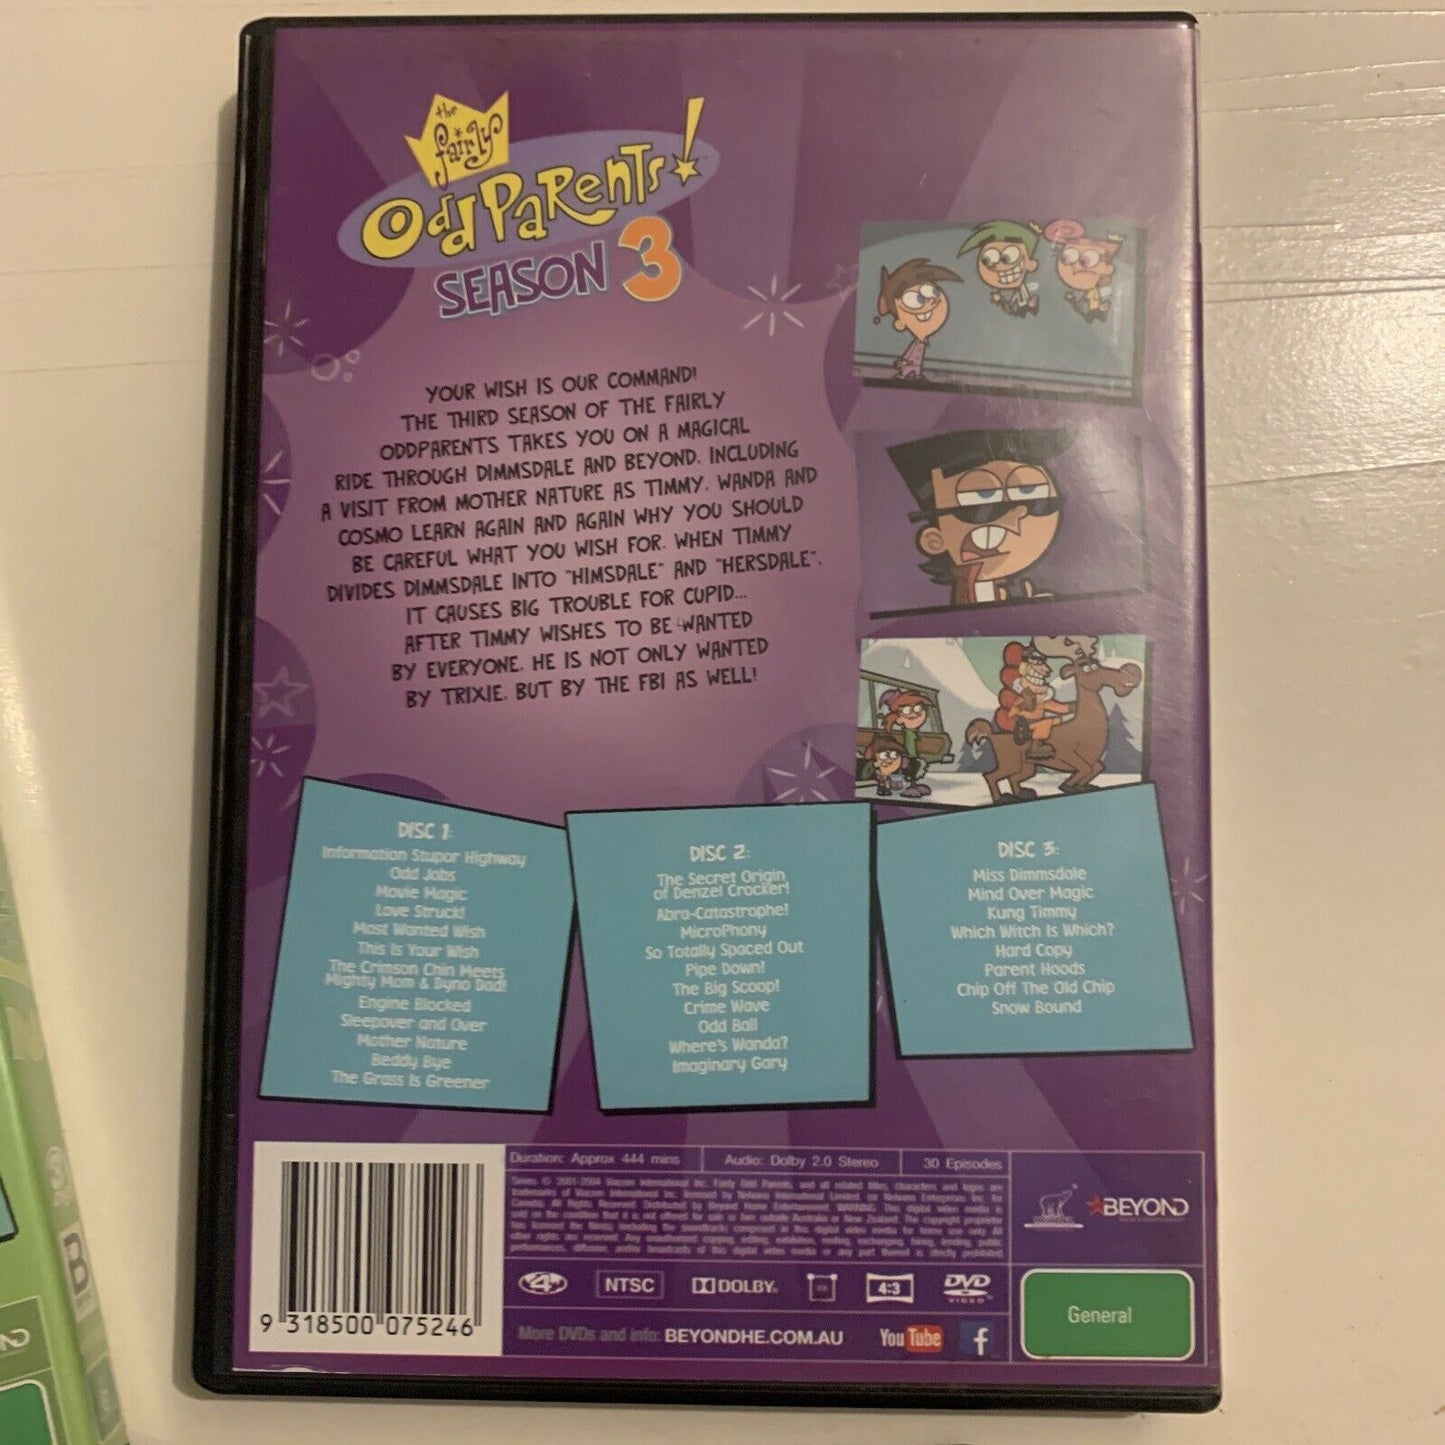 the
fairly
OddParents!
SEASON 3
YOUR WISH IS OUR COMMAND!
THE THIRD SEASON OF THE FAIRLY
ODDPARENTS TAKES YOU ON A MAGICAL
RIDE THROUGH DIMMSDALE AND BEYOND, INCLUDING
A VISIT FROM MOTHER NATURE AS TIMMY, WANDA AND
COSMO LEARN AGAIN AND AGAIN WHY YOU SHOULD
BE CAREFUL WHAT YOU WISH FOR. WHEN TIMMY
DIVIDES DIMMSDALE INTO "HIMSDALE" AND "HERSDALE",
IT CAUSES BIG TROUBLE FOR CUPID...
AFTER TIMMY WISHES TO BE WANTED
BY EVERYONE, HE IS NOT ONLY WANTED
BY TRIXIE, BUT BY THE FBI AS WELL!
DISC 1:
Information Stupor Highway
Odd Jobs
Movie Magic
Love Struck!
Most Wanted Wish
This Is Your Wish
The Crimson Chin Meets
Mighty Mom & Dyno Dad!
Engine Blocked
Sleepover and Over
Mother Nature
Beddy Bye
The Grass Is Greener
DISC 2:
The Secret Origin
of Denzel Crocker!
Abra-Catastrophe!
MicroPhony
So Totally Spaced Out
Pipe Down!
The Big Scoop!
Crime Wave
Odd Ball
Where's Wanda?
Imaginary Gary
DISC 3:
Miss Dimmsdale
Mind Over Magic
Kung Timmy
Which Witch Is Which?
Hard Copy
Parent Hoods
Chip Off The Old Chip
Snow Bound
9 318500 075246
Duration: Approx 444 mins
Audio: Dolby 2.0 Stereo
30 Episodes
BEYOND
4
NTSC
DOLBY
4:3
DVD
VIDEO
More DVDs and info: BEYONDHE.COM.AU
YouTube
f
General
B